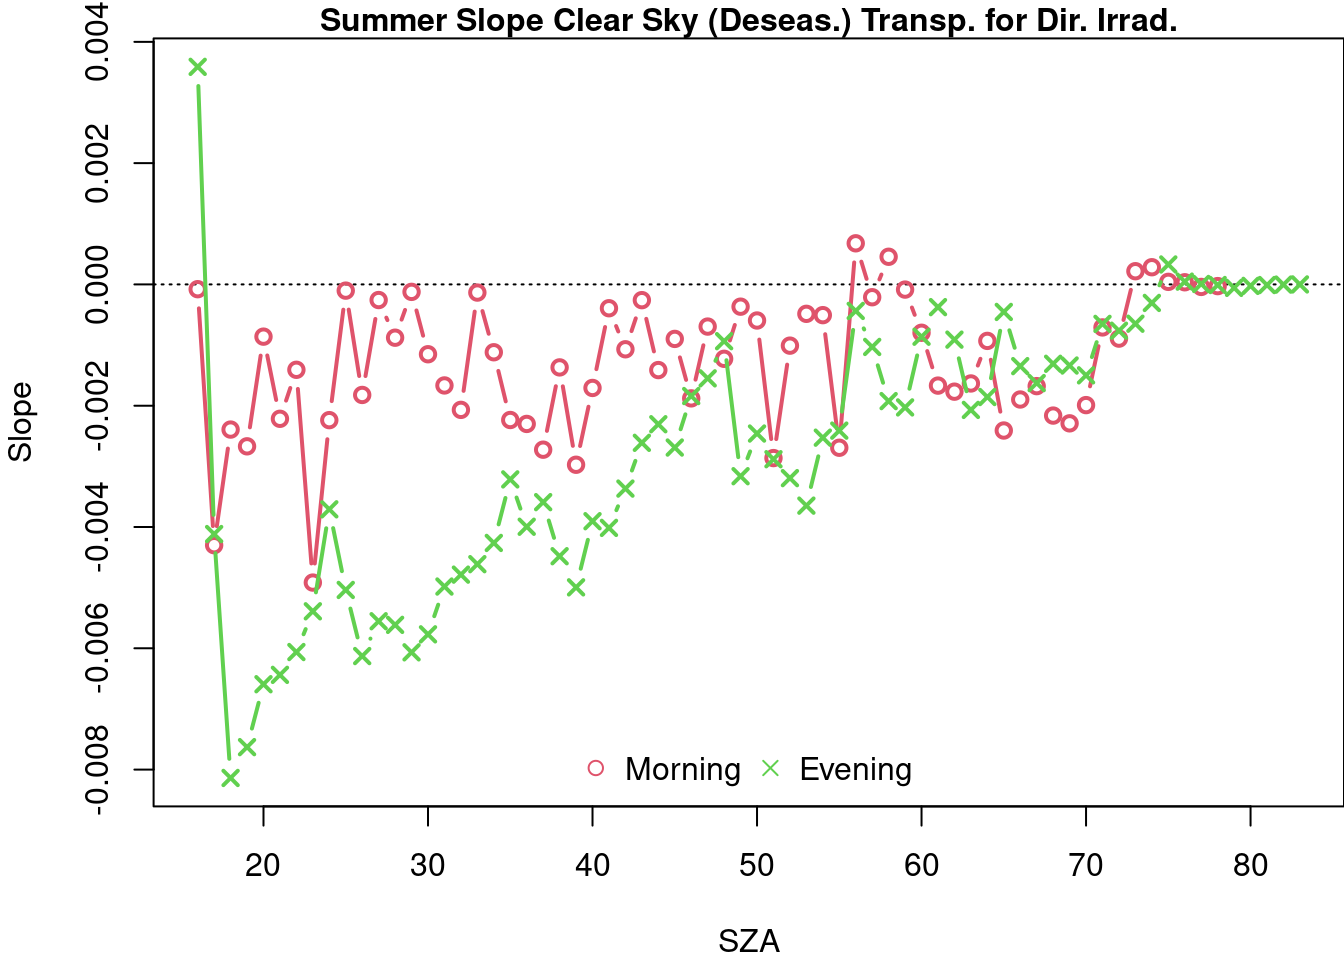 Summer Slope Clear Sky (Deseas.) Transp. for Dir. Irrad.
0.004
0.002
0.000
-0.002
-0.004
-0.006
-0.008
Slope
Morning Evening
20 30 40 50 60 70 80
SZA